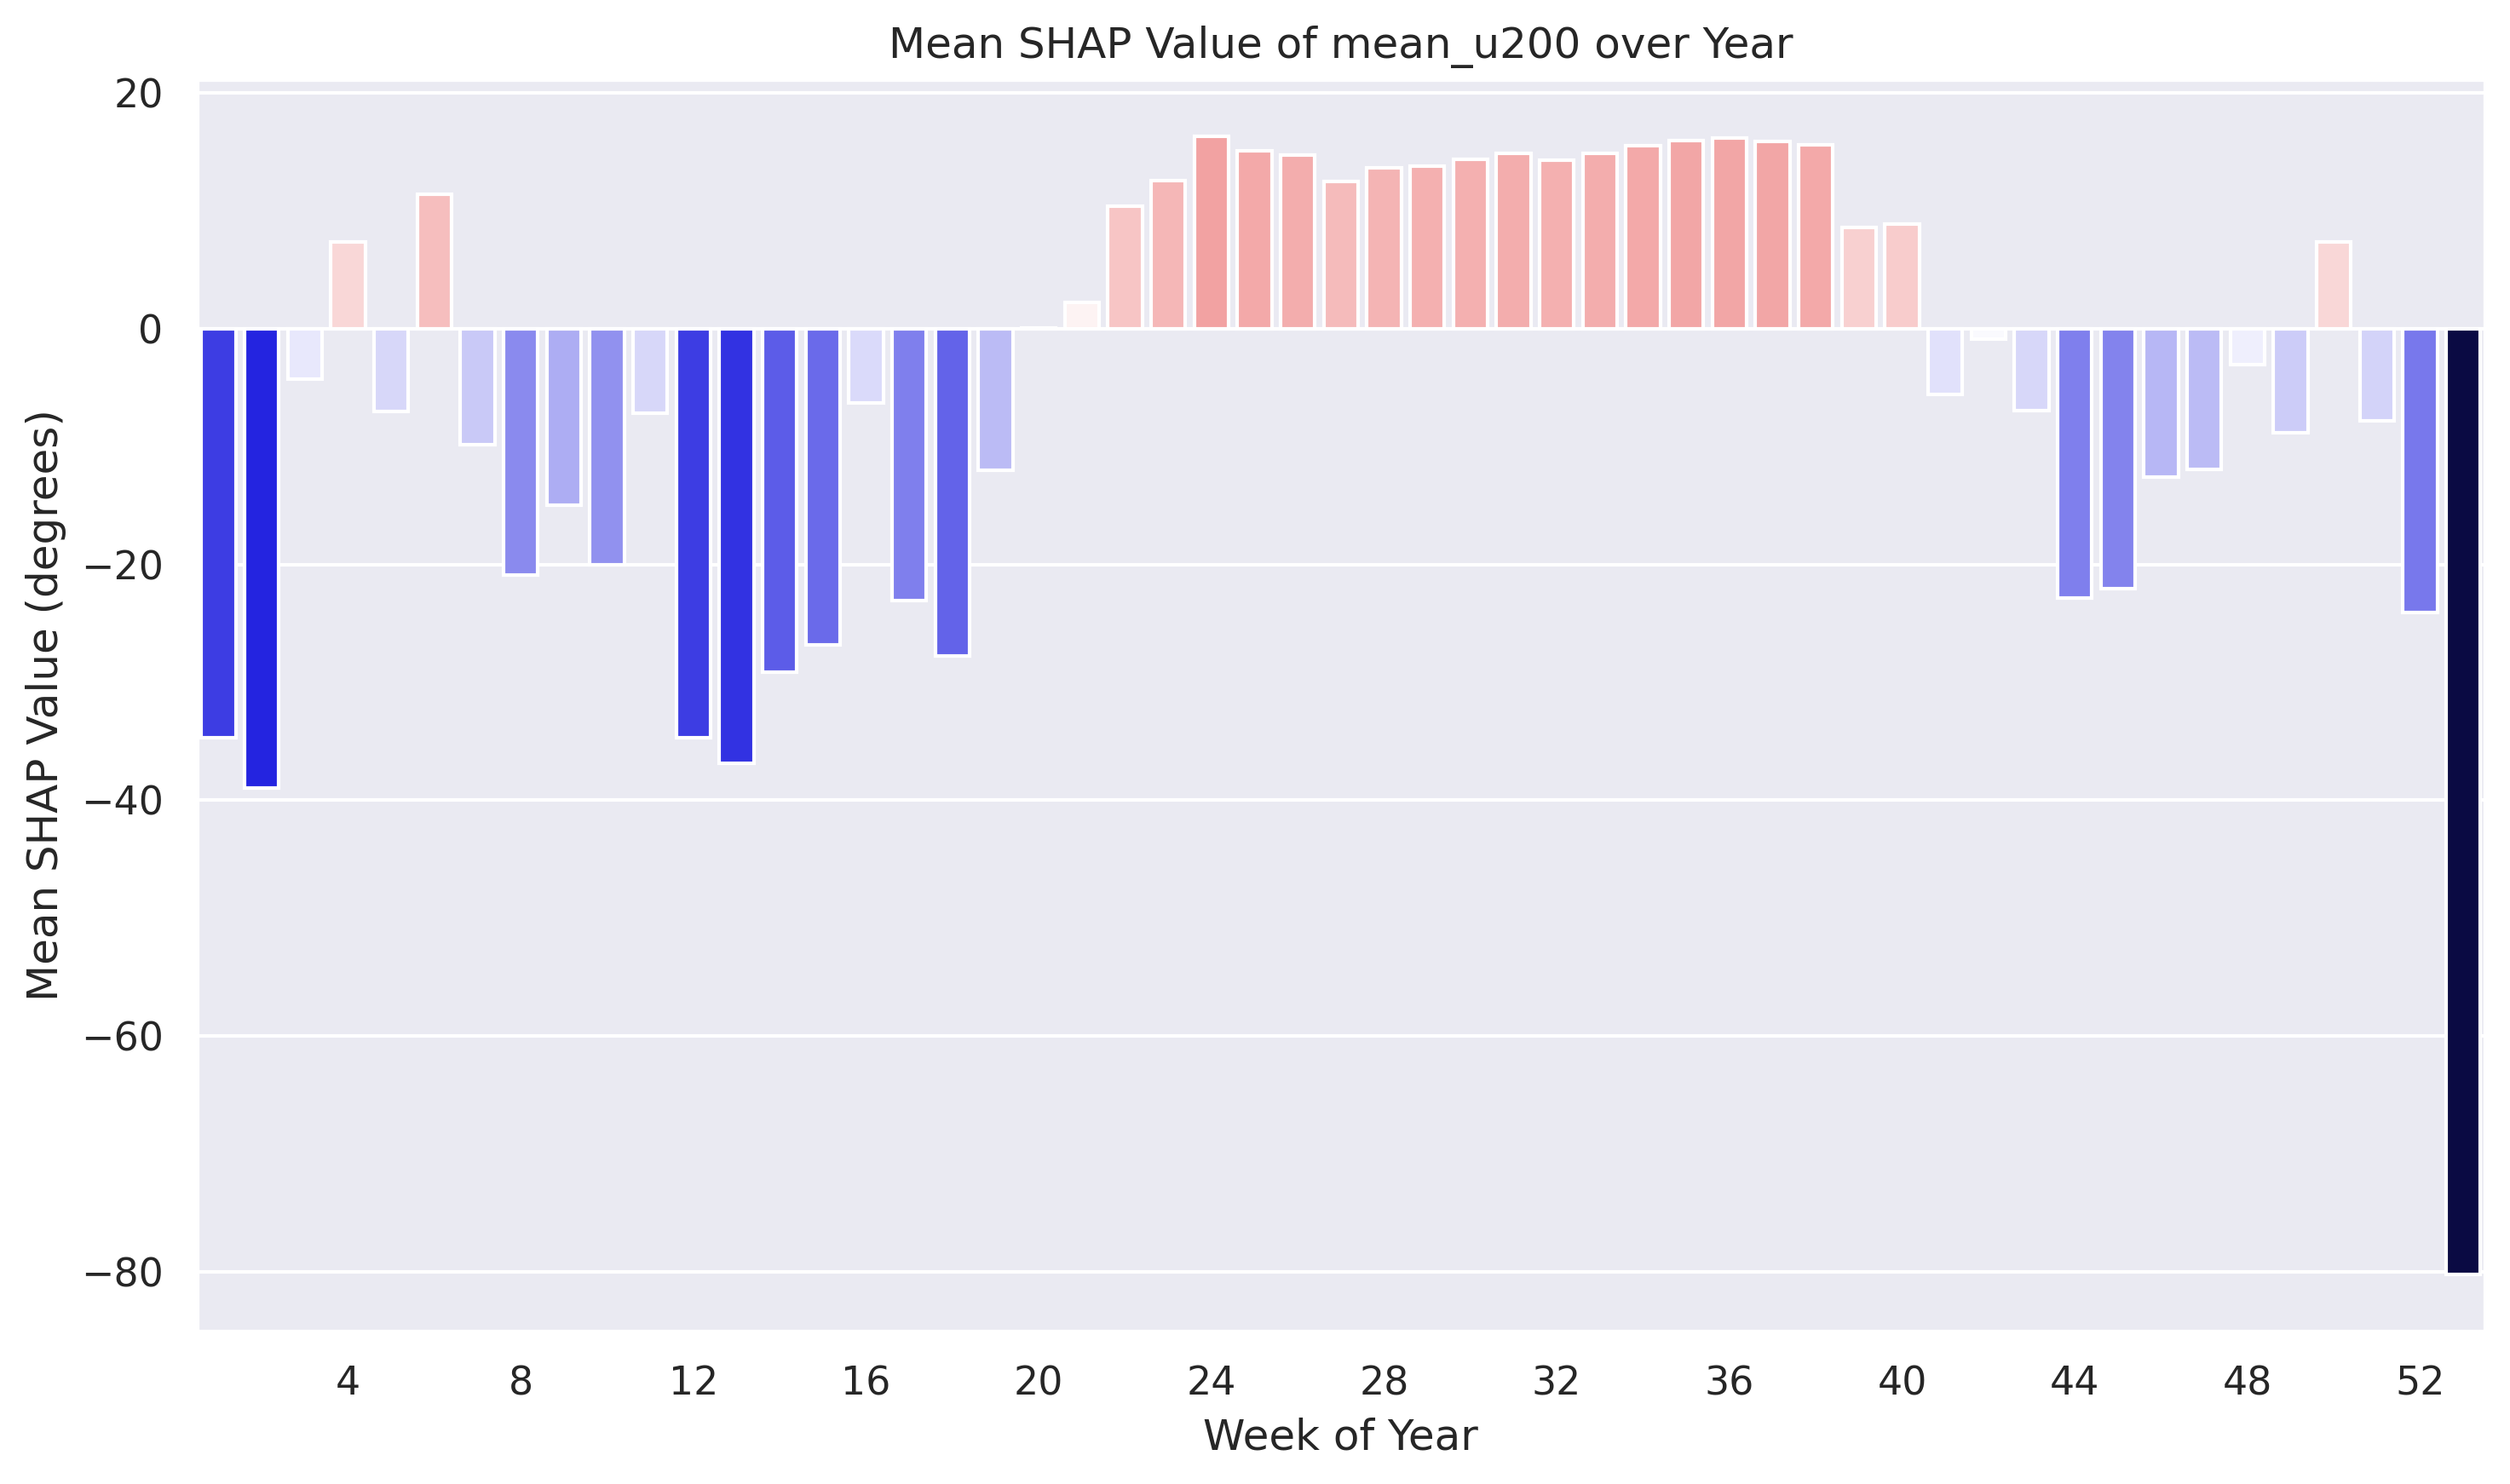 Mean SHAP Value of mean_u200 over Year
Mean SHAP Value (degrees)
20
0
−20
−40
−60
−80
4 8 12 16 20 24 28 32 36 40 44 48 52
Week of Year